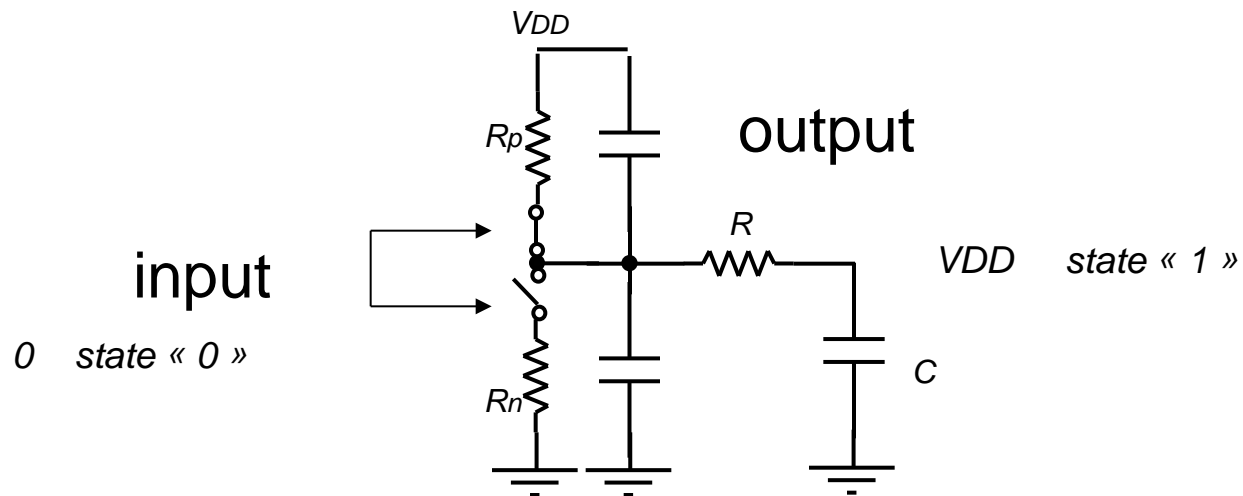 VDD
Rp
output
R
input
VDD state « 1 »
0 state « 0 »
Rn
C